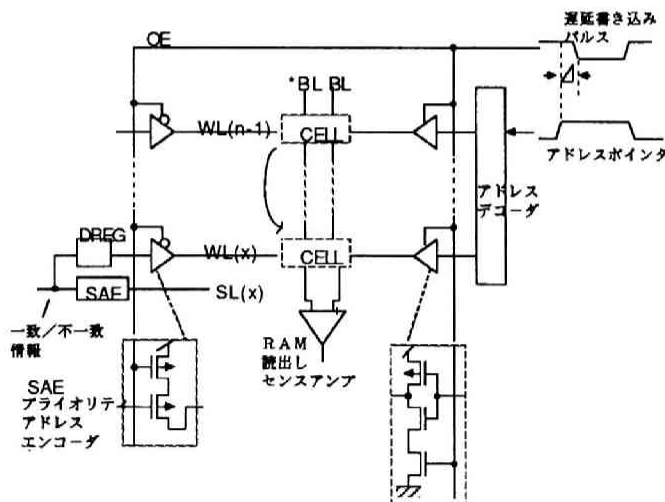 遅延書き込み
パルス
OE
*BL BL
WL(n-1)
CELL
アドレスポインタ
アドレス
デコーダ
DREG
WL(x)
CELL
SAE
SL(x)
一致/不一致
情報
RAM
読出し
センスアンプ
SAE
プライオリティ
アドレス
エンコーダ